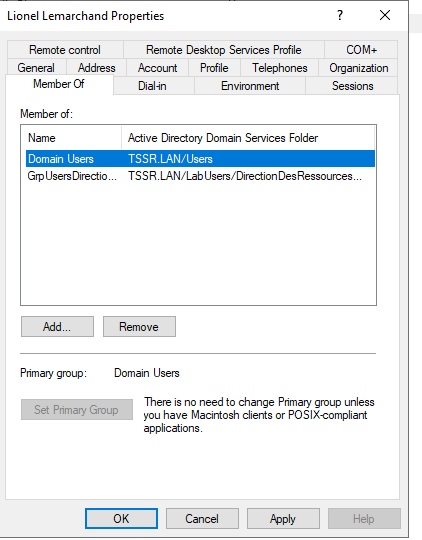 Lionel Lemarchand Properties
Remote control Remote Desktop Services Profile COM+
General Address Account Profile Telephones Organization
Member Of Dial-in Environment Sessions
Member of:
Name Active Directory Domain Services Folder
Domain Users TSSR.LAN/Users
GrpUsersDirectio... TSSR.LAN/LabUsers/DirectionDesRessources...
Add... Remove
Primary group: Domain Users
Set Primary Group
There is no need to change Primary group unless
you have Macintosh clients or POSIX-compliant
applications.
OK Cancel Apply Help